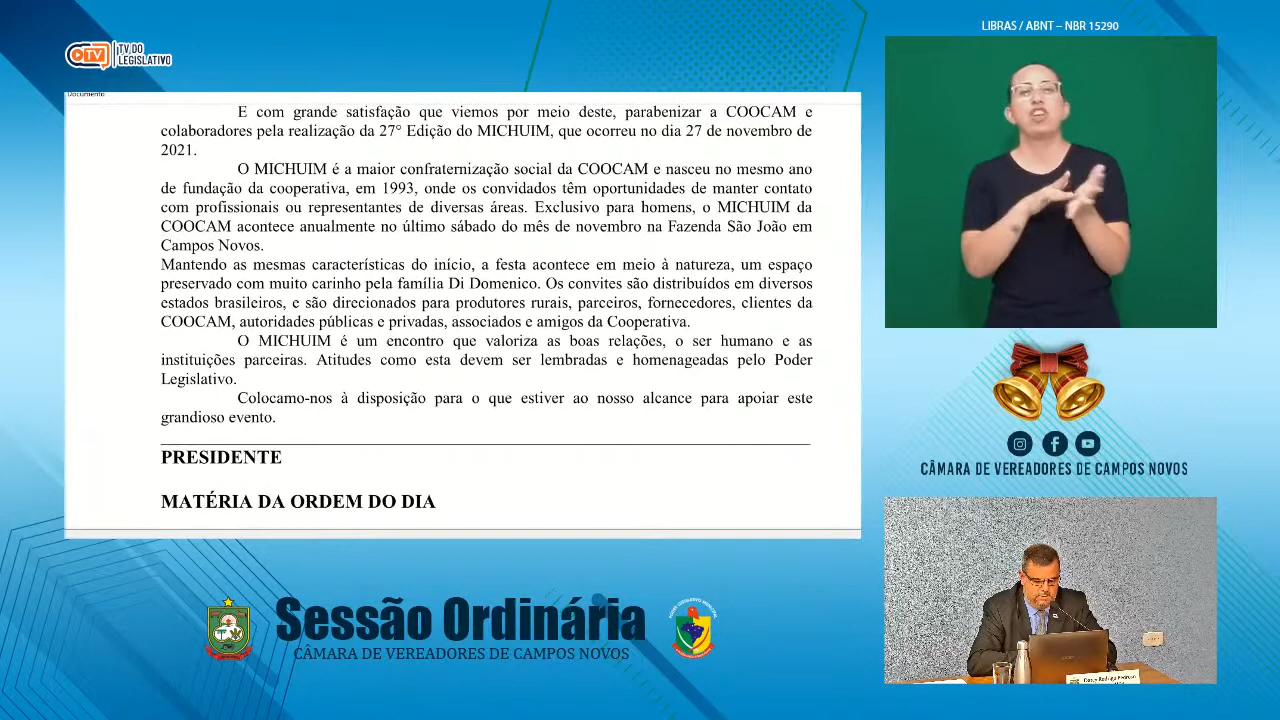 LIBRAS / ABNT – NBR 15290
TV
TV DO
LEGISLATIVO
Documento
E com grande satisfação que viemos por meio deste, parabenizar a COOCAM e
colaboradores pela realização da 27° Edição do MICHUIM, que ocorreu no dia 27 de novembro de
2021.
O MICHUIM é a maior confraternização social da COOCAM e nasceu no mesmo ano
de fundação da cooperativa, em 1993, onde os convidados têm oportunidades de manter contato
com profissionais ou representantes de diversas áreas. Exclusivo para homens, o MICHUIM da
COOCAM acontece anualmente no último sábado do mês de novembro na Fazenda São João em
Campos Novos.
Mantendo as mesmas características do início, a festa acontece em meio à natureza, um espaço
preservado com muito carinho pela família Di Domenico. Os convites são distribuídos em diversos
estados brasileiros, e são direcionados para produtores rurais, parceiros, fornecedores, clientes da
COOCAM, autoridades públicas e privadas, associados e amigos da Cooperativa.
O MICHUIM é um encontro que valoriza as boas relações, o ser humano e as
instituições parceiras. Atitudes como esta devem ser lembradas e homenageadas pelo Poder
Legislativo.
Colocamo-nos à disposição para o que estiver ao nosso alcance para apoiar este
grandioso evento.
PRESIDENTE
MATÉRIA DA ORDEM DO DIA
CÂMARA DE VEREADORES DE CAMPOS NOVOS
Sessão Ordinária
CÂMARA DE VEREADORES DE CAMPOS NOVOS